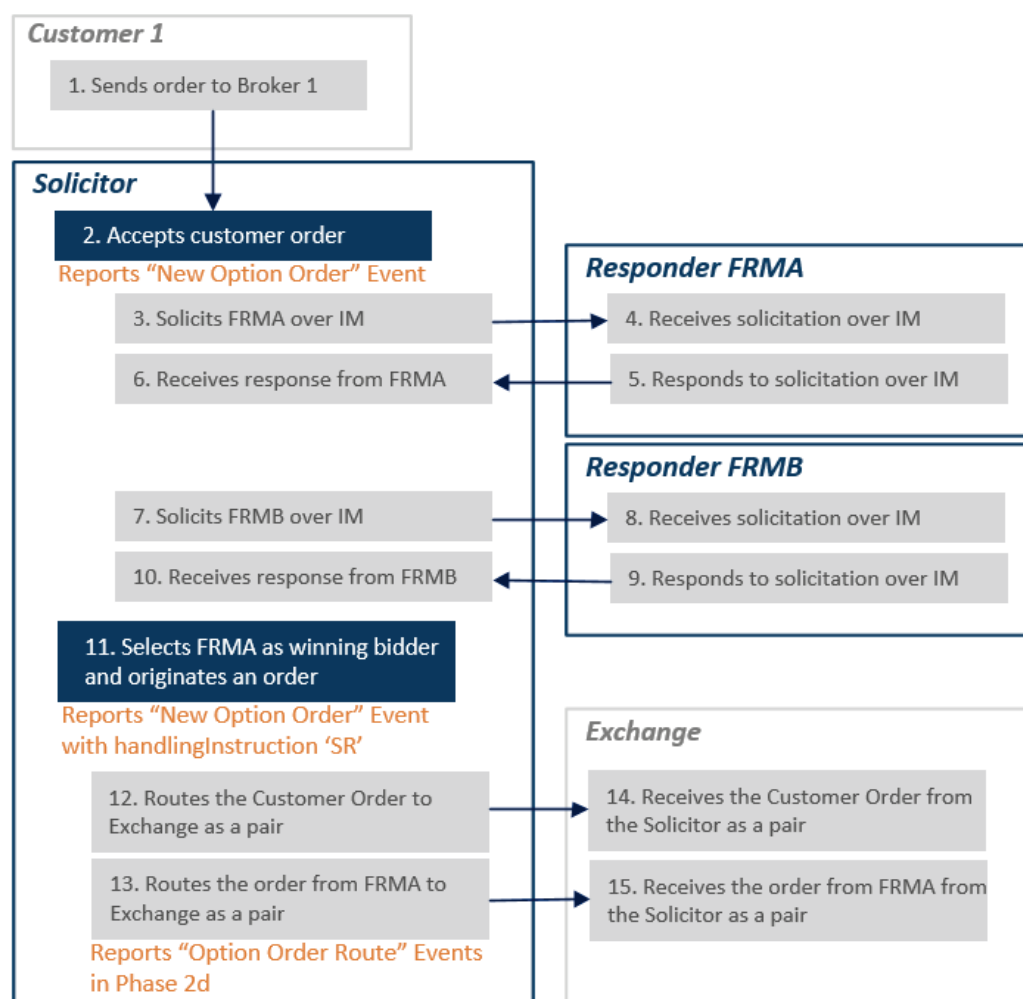 Customer 1
1. Sends order to Broker 1
Solicitor
2. Accepts customer order
Reports “New Option Order” Event
3. Solicits FRMA over IM
6. Receives response from FRMA
Responder FRMA
4. Receives solicitation over IM
5. Responds to solicitation over IM
7. Solicits FRMB over IM
10. Receives response from FRMB
Responder FRMB
8. Receives solicitation over IM
9. Responds to solicitation over IM
11. Selects FRMA as winning bidder
and originates an order
Reports “New Option Order” Event
with handlingInstruction ‘SR’
12. Routes the Customer Order to
Exchange as a pair
13. Routes the order from FRMA to
Exchange as a pair
Reports “Option Order Route” Events
in Phase 2d
Exchange
14. Receives the Customer Order from
the Solicitor as a pair
15. Receives the order from FRMA from
the Solicitor as a pair